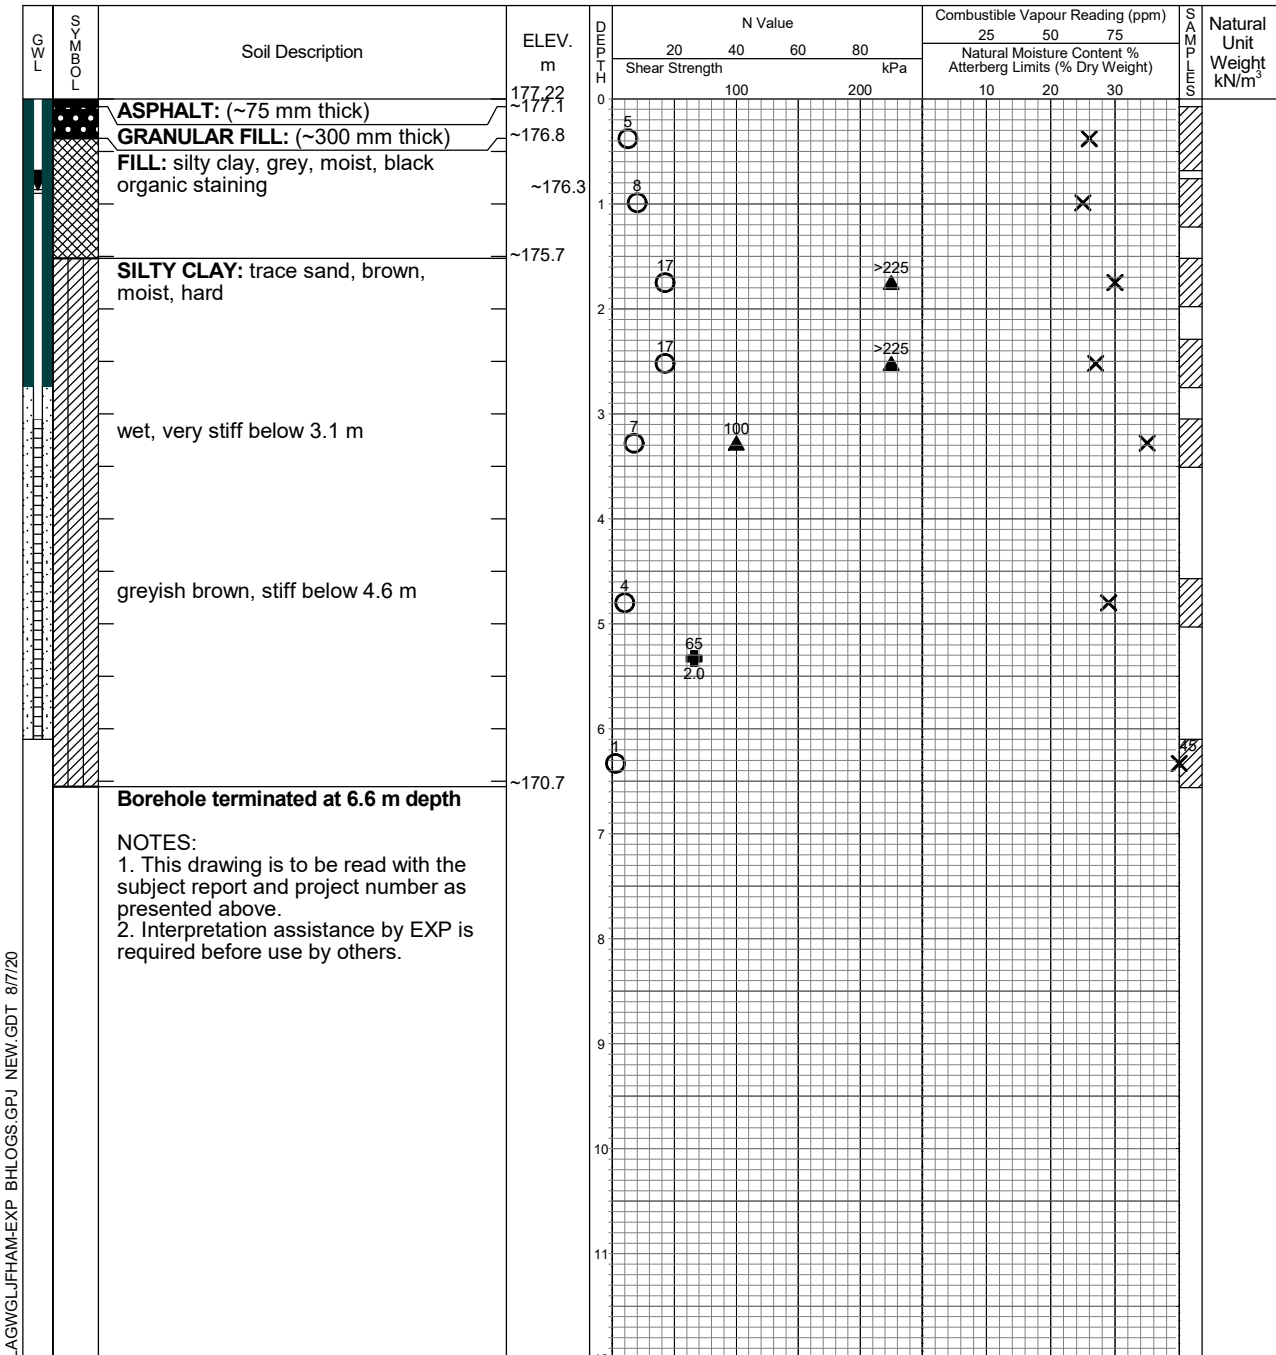 GWL
SYMBOL
Soil Description
ELEV.
m
DEPTH
N Value
20 40 60 80
Shear Strength kPa
100 200
Combustible Vapour Reading (ppm)
25 50 75
Natural Moisture Content %
Atterberg Limits (% Dry Weight)
10 20 30
SAMPLES
Natural
Unit
Weight
kN/m³
177.22
0
ASPHALT: (~75 mm thick)
~177.1
GRANULAR FILL: (~300 mm thick)
~176.8
5
FILL: silty clay, grey, moist, black
organic staining
~176.3
8
1
~175.7
SILTY CLAY: trace sand, brown,
moist, hard
17
>225
2
17
>225
3
wet, very stiff below 3.1 m
7
100
4
greyish brown, stiff below 4.6 m
4
5
65
2.0
6
1
45
~170.7
Borehole terminated at 6.6 m depth
7
NOTES:
1. This drawing is to be read with the
subject report and project number as
presented above.
2. Interpretation assistance by EXP is
required before use by others.
8
9
10
11
LAGWGLJFHAM-EXP BHLOGS.GPJ NEW.GDT 8/7/20